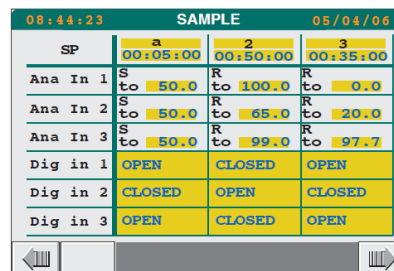 08:44:23 SAMPLE 05/04/06
SP a 2 3
00:05:00 00:50:00 00:35:00
Ana In 1 S to 50.0 R to 100.0 R to 0.0
Ana In 2 S to 50.0 R to 65.0 R to 20.0
Ana In 3 S to 50.0 R to 99.0 R to 97.7
Dig in 1 OPEN CLOSED OPEN
Dig in 2 CLOSED OPEN CLOSED
Dig in 3 OPEN CLOSED OPEN